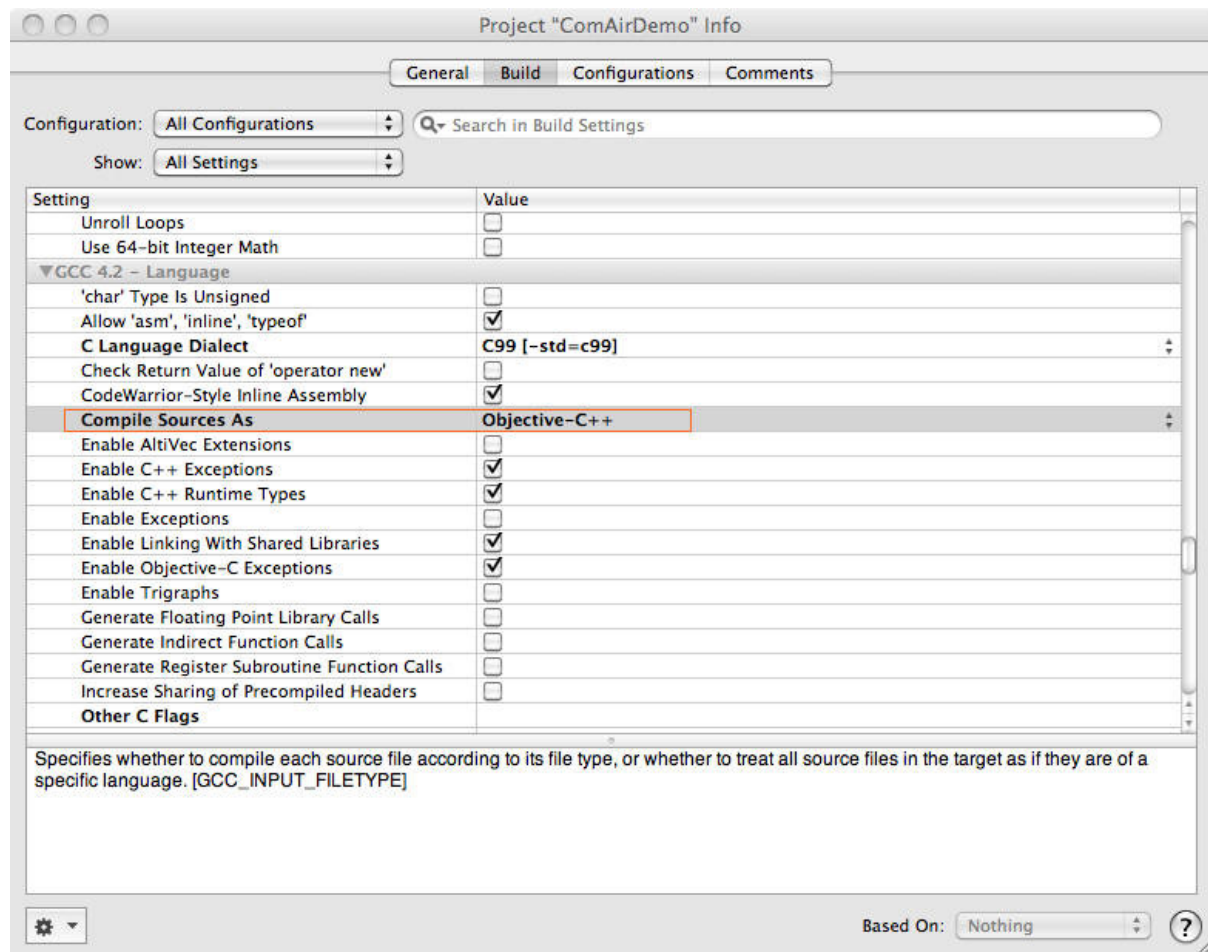 Project "ComAirDemo" Info
General Build Configurations Comments
Configuration: All Configurations Search in Build Settings
Show: All Settings
Setting Value
Unroll Loops
Use 64-bit Integer Math
GCC 4.2 - Language
'char' Type Is Unsigned
Allow 'asm', 'inline', 'typeof'
C Language Dialect C99 [-std=c99]
Check Return Value of 'operator new'
CodeWarrior-Style Inline Assembly
Compile Sources As Objective-C++
Enable AltiVec Extensions
Enable C++ Exceptions
Enable C++ Runtime Types
Enable Exceptions
Enable Linking With Shared Libraries
Enable Objective-C Exceptions
Enable Trigraphs
Generate Floating Point Library Calls
Generate Indirect Function Calls
Generate Register Subroutine Function Calls
Increase Sharing of Precompiled Headers
Other C Flags
Specifies whether to compile each source file according to its file type, or whether to treat all source files in the target as if they are of a
specific language. [GCC_INPUT_FILETYPE]
Based On: Nothing ?